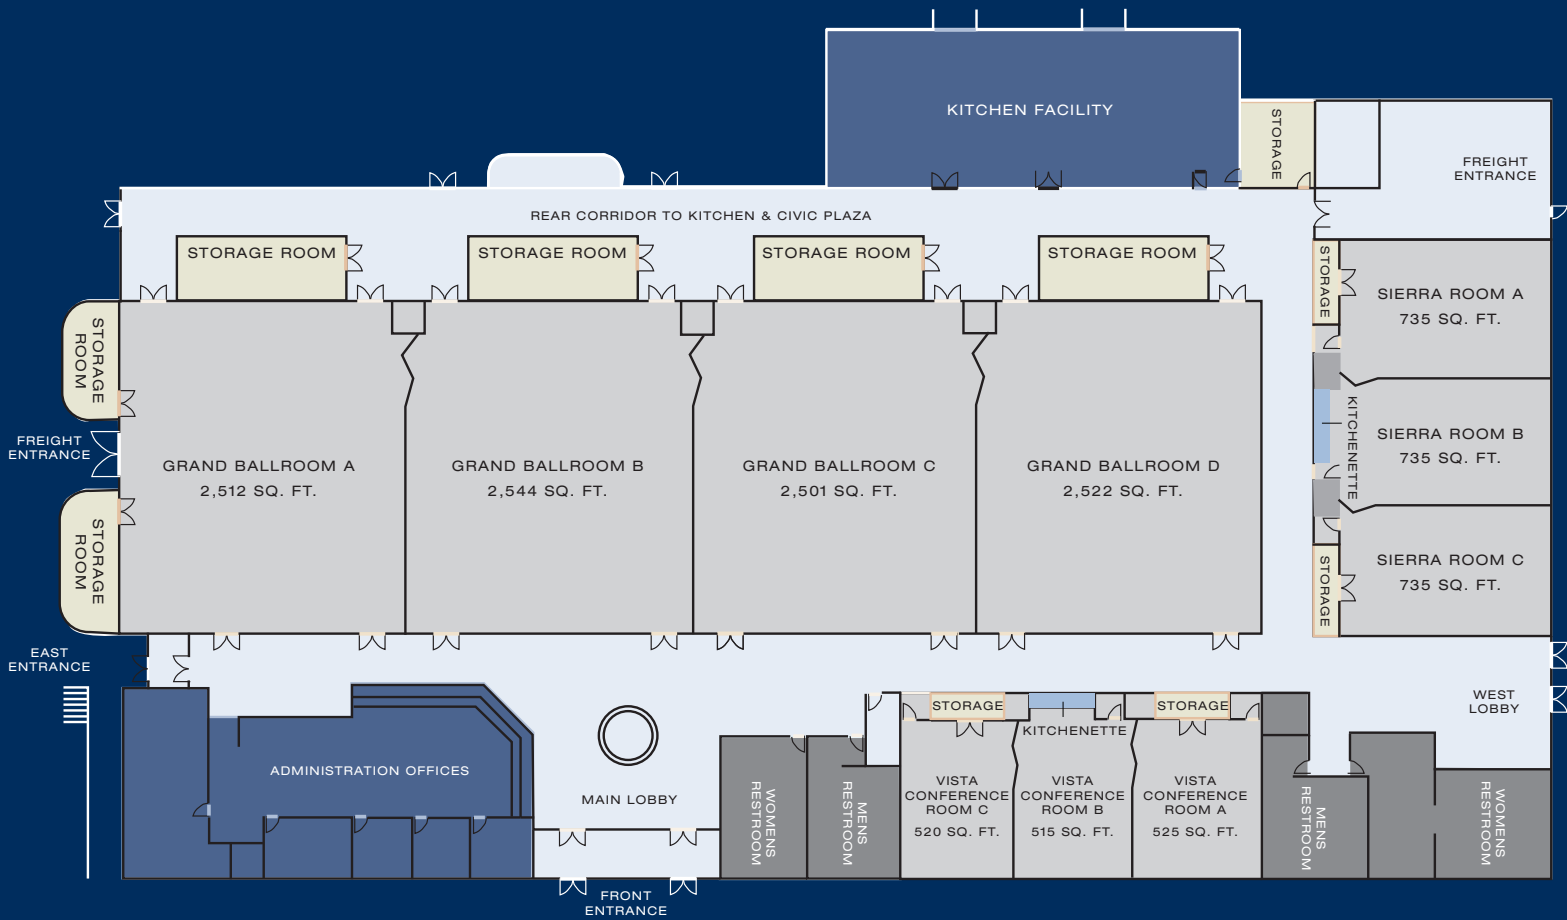 KITCHEN FACILITY
STORAGE
FREIGHT
ENTRANCE
REAR CORRIDOR TO KITCHEN & CIVIC PLAZA
STORAGE ROOM
STORAGE ROOM
STORAGE ROOM
STORAGE ROOM
STORAGE
ROOM
STORAGE
SIERRA ROOM A
735 SQ. FT.
FREIGHT
ENTRANCE
GRAND BALLROOM A
2,512 SQ. FT.
GRAND BALLROOM B
2,544 SQ. FT.
GRAND BALLROOM C
2,501 SQ. FT.
GRAND BALLROOM D
2,522 SQ. FT.
KITCHENETTE
SIERRA ROOM B
735 SQ. FT.
STORAGE
ROOM
STORAGE
SIERRA ROOM C
735 SQ. FT.
EAST
ENTRANCE
WEST
LOBBY
STORAGE
KITCHENETTE
STORAGE
ADMINISTRATION OFFICES
MAIN LOBBY
WOMENS
RESTROOM
MENS
RESTROOM
VISTA
CONFERENCE
ROOM C
520 SQ. FT.
VISTA
CONFERENCE
ROOM B
515 SQ. FT.
VISTA
CONFERENCE
ROOM A
525 SQ. FT.
MENS
RESTROOM
WOMENS
RESTROOM
FRONT
ENTRANCE